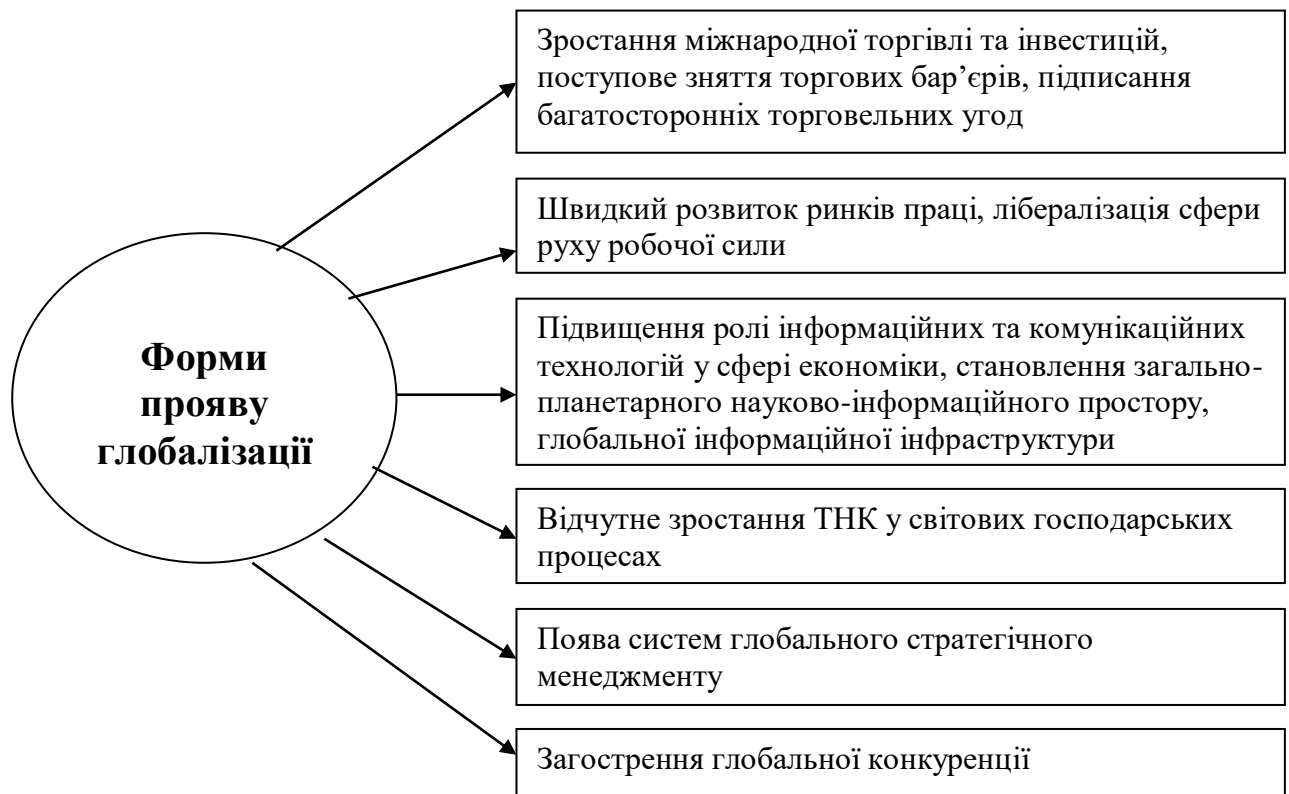 Форми
прояву
глобалізації
Зростання міжнародної торгівлі та інвестицій,
поступове зняття торгових бар’єрів, підписання
багатосторонніх торговельних угод
Швидкий розвиток ринків праці, лібералізація сфери
руху робочої сили
Підвищення ролі інформаційних та комунікаційних
технологій у сфері економіки, становлення загально-
планетарного науково-інформаційного простору,
глобальної інформаційної інфраструктури
Відчутне зростання ТНК у світових господарських
процесах
Поява систем глобального стратегічного
менеджменту
Загострення глобальної конкуренції